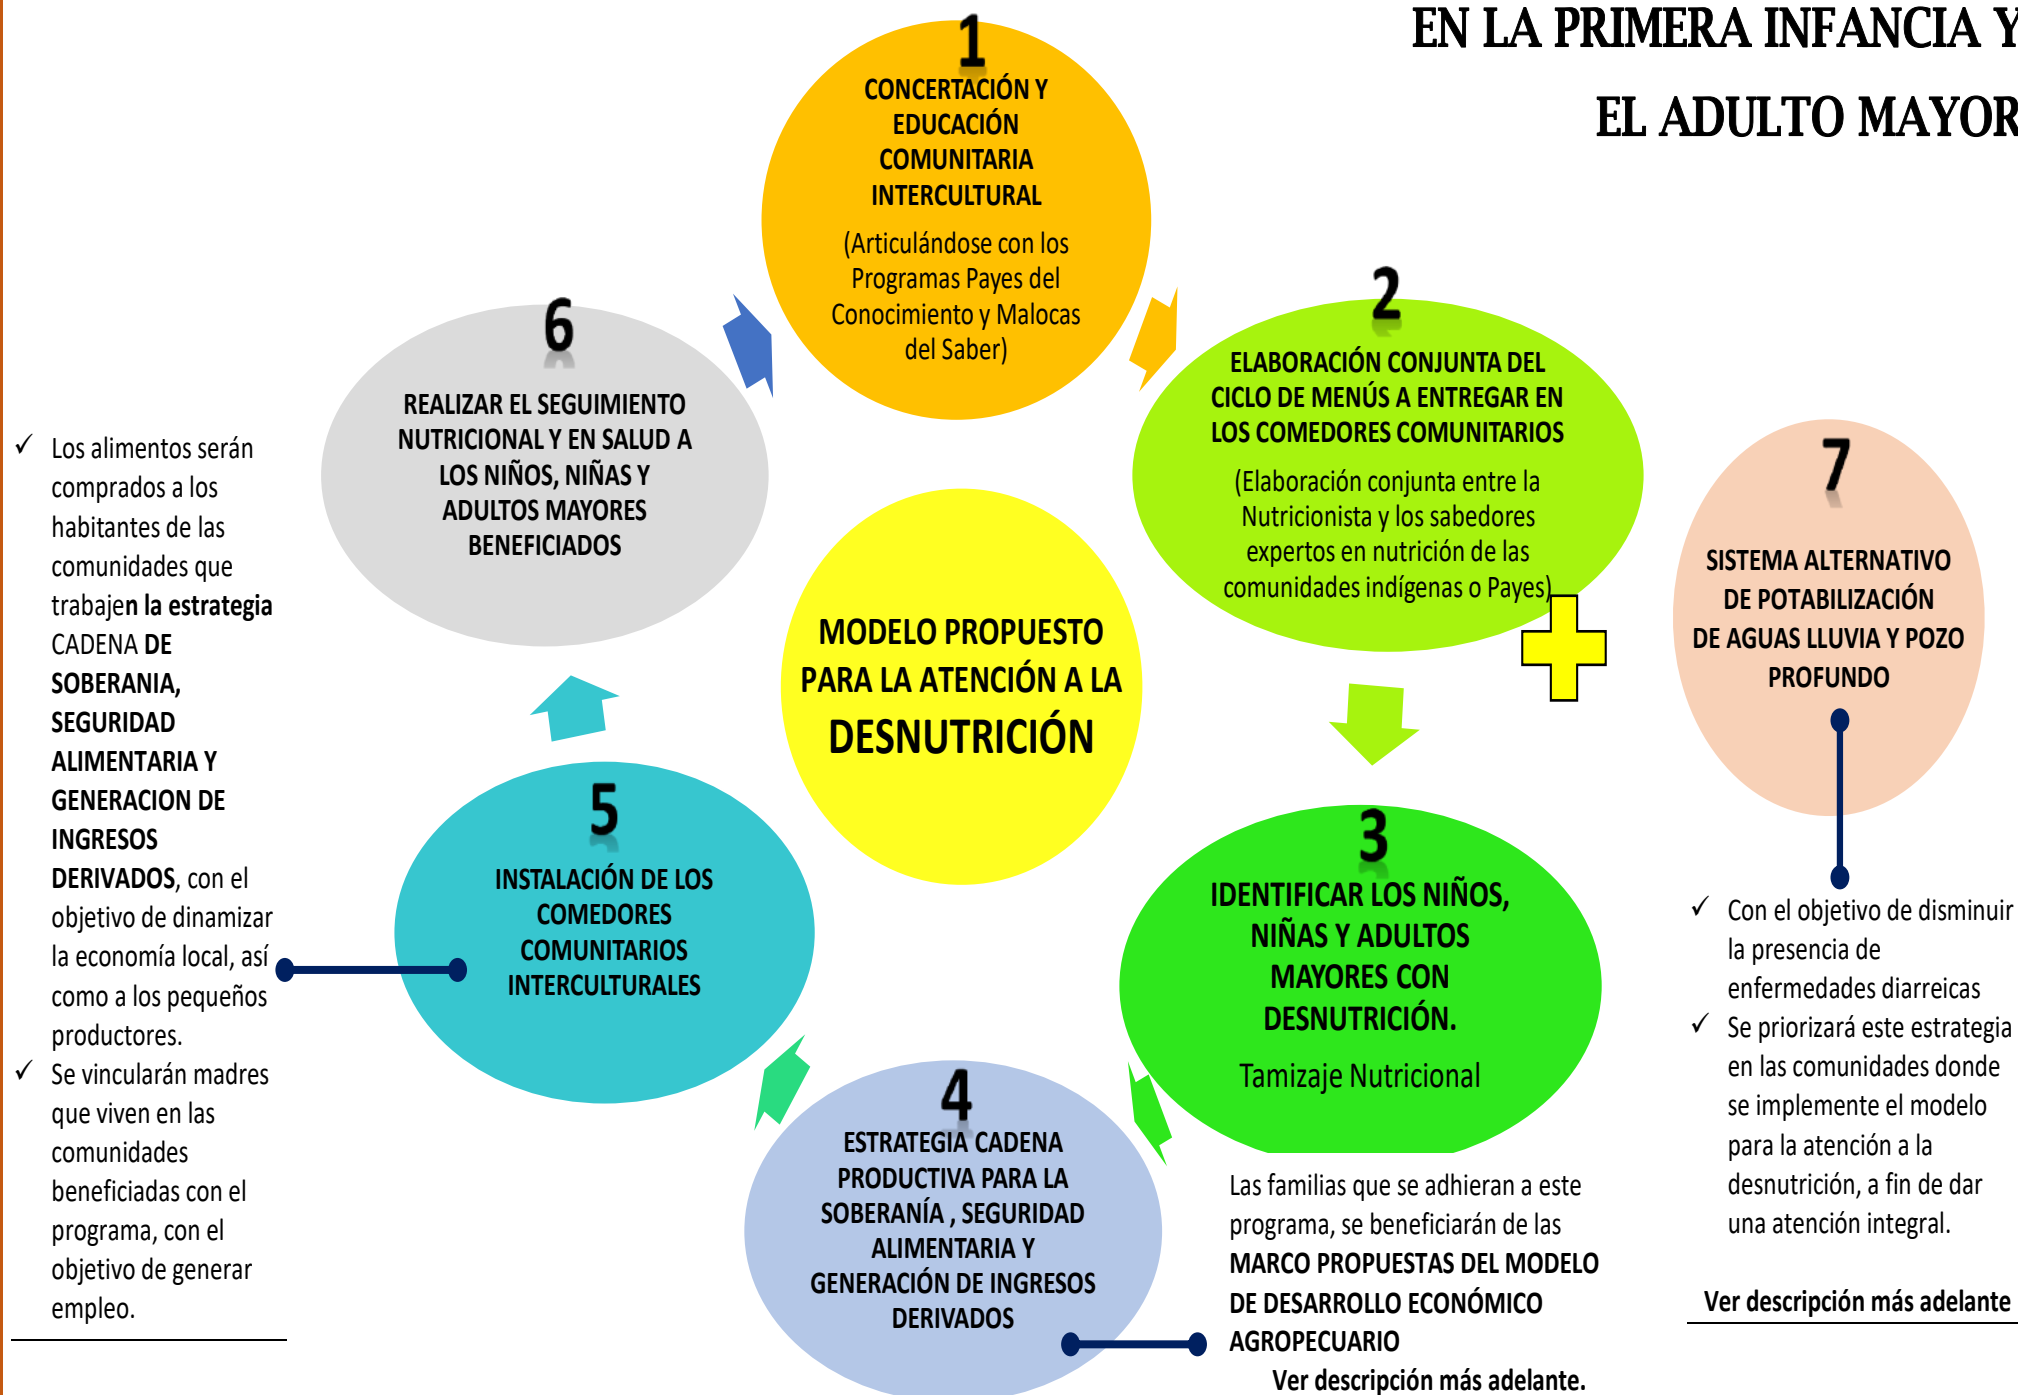 EN LA PRIMERA INFANCIA Y
EL ADULTO MAYOR
1
CONCERTACIÓN Y
EDUCACIÓN
COMUNITARIA
INTERCULTURAL
(Articulándose con los
Programas Payes del
Conocimiento y Malocas
del Saber)
2
ELABORACIÓN CONJUNTA DEL
CICLO DE MENÚS A ENTREGAR EN
LOS COMEDORES COMUNITARIOS
(Elaboración conjunta entre la
Nutricionista y los sabedores
expertos en nutrición de las
comunidades indígenas o Payes)
3
IDENTIFICAR LOS NIÑOS,
NIÑAS Y ADULTOS
MAYORES CON
DESNUTRICIÓN.
Tamizaje Nutricional
4
ESTRATEGIA CADENA
PRODUCTIVA PARA LA
SOBERANÍA , SEGURIDAD
ALIMENTARIA Y
GENERACIÓN DE INGRESOS
DERIVADOS
Las familias que se adhieran a este
programa, se beneficiarán de las
MARCO PROPUESTAS DEL MODELO
DE DESARROLLO ECONÓMICO
AGROPECUARIO
Ver descripción más adelante.
5
INSTALACIÓN DE LOS
COMEDORES
COMUNITARIOS
INTERCULTURALES
✓ Los alimentos serán
comprados a los
habitantes de las
comunidades que
trabajen la estrategia
CADENA DE
SOBERANIA,
SEGURIDAD
ALIMENTARIA Y
GENERACION DE
INGRESOS
DERIVADOS, con el
objetivo de dinamizar
la economía local, así
como a los pequeños
productores.
✓ Se vincularán madres
que viven en las
comunidades
beneficiadas con el
programa, con el
objetivo de generar
empleo.
6
REALIZAR EL SEGUIMIENTO
NUTRICIONAL Y EN SALUD A
LOS NIÑOS, NIÑAS Y
ADULTOS MAYORES
BENEFICIADOS
MODELO PROPUESTO
PARA LA ATENCIÓN A LA
DESNUTRICIÓN
7
SISTEMA ALTERNATIVO
DE POTABILIZACIÓN
DE AGUAS LLUVIA Y POZO
PROFUNDO
✓ Con el objetivo de disminuir
la presencia de
enfermedades diarreicas
✓ Se priorizará este estrategia
en las comunidades donde
se implemente el modelo
para la atención a la
desnutrición, a fin de dar
una atención integral.
Ver descripción más adelante